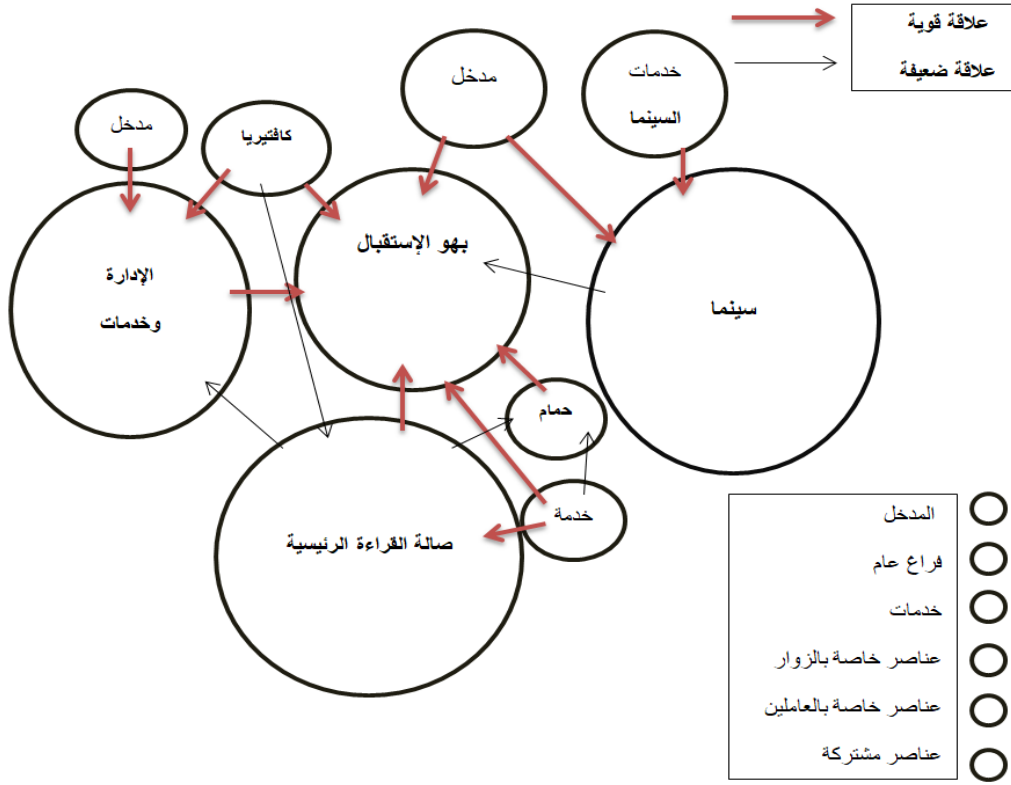 علاقة قوية
علاقة ضعيفة
مدخل
خدمات
السينما
مدخل
كافتيريا
بهو الإستقبال
الإدارة
وخدمات
سينما
حمام
خدمة
صالة القراءة الرئيسية
المدخل
فراغ عام
خدمات
عناصر خاصة بالزوار
عناصر خاصة بالعاملين
عناصر مشتركة